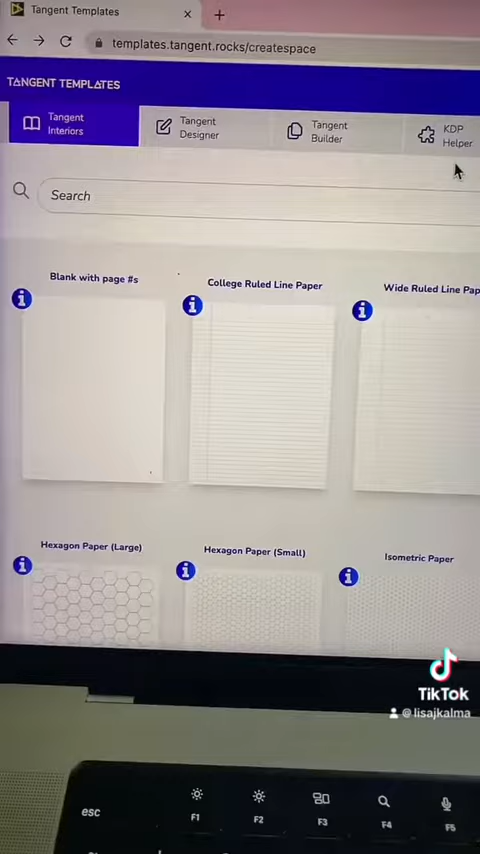 Tangent Templates
templates.tangent.rocks/createspace
TANGENT TEMPLATES
Tangent
Interiors
Tangent
Designer
Tangent
Builder
KDP
Helper
Search
Blank with page #s
College Ruled Line Paper
Wide Ruled Line Pap
Hexagon Paper (Large)
Hexagon Paper (Small)
Isometric Paper
TikTok
@lisajkalma
esc
F1
F2
F3
F4
F5